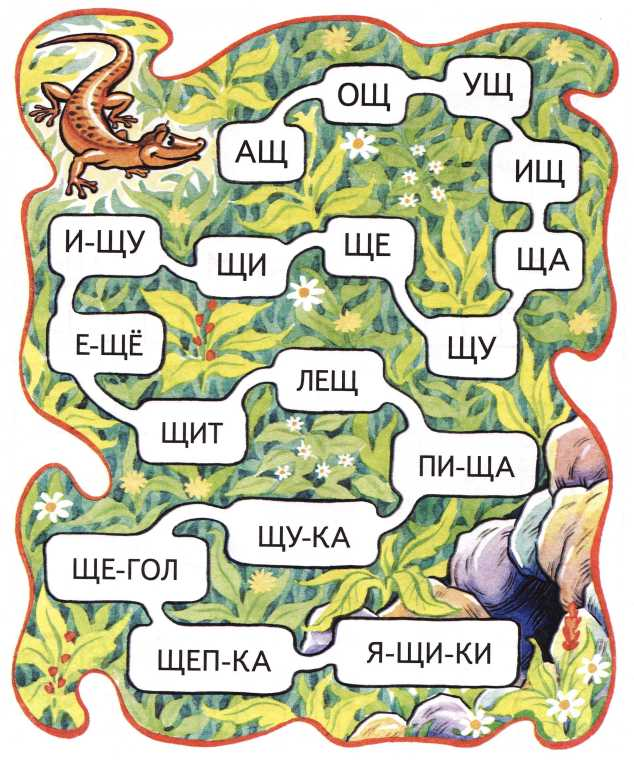 АЩ
ОЩ
УЩ
ИЩ
ЩА
ЩУ
ЩЕ
ЩИ
И-ЩУ
Е-ЩЁ
ЩИТ
ЛЕЩ
ПИ-ЩА
ЩУ-КА
ЩЕ-ГОЛ
ЩЕП-КА
Я-ЩИ-КИ